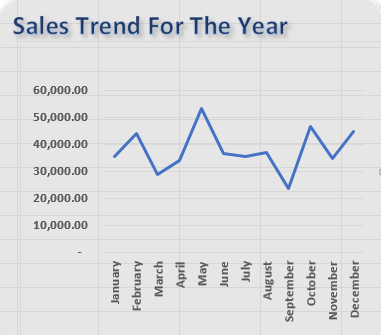 Sales Trend For The Year
60,000.00
50,000.00
40,000.00
30,000.00
20,000.00
10,000.00
-
January
February
March
April
May
June
July
August
September
October
November
December